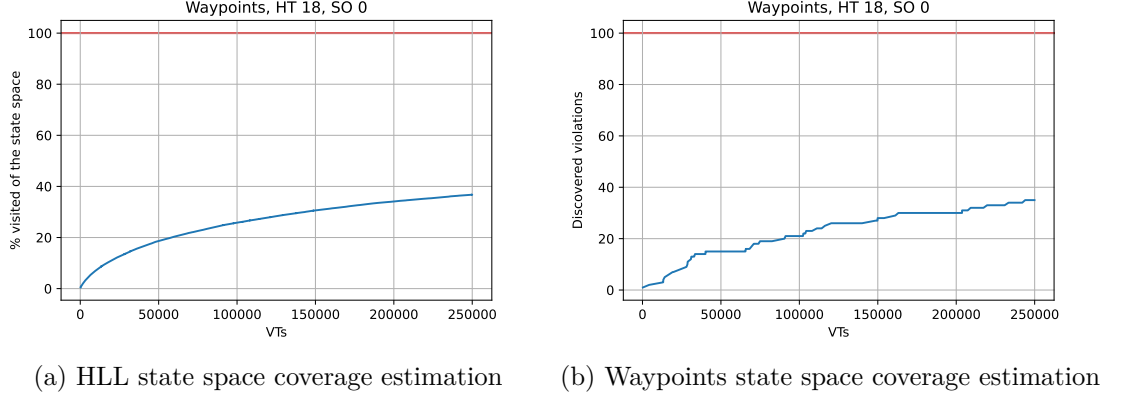 Waypoints, HT 18, SO 0
% visited of the state space
100
80
60
40
20
0
0 50000 100000 150000 200000 250000
VTs
(a) HLL state space coverage estimation
Waypoints, HT 18, SO 0
Discovered violations
100
80
60
40
20
0
0 50000 100000 150000 200000 250000
VTs
(b) Waypoints state space coverage estimation